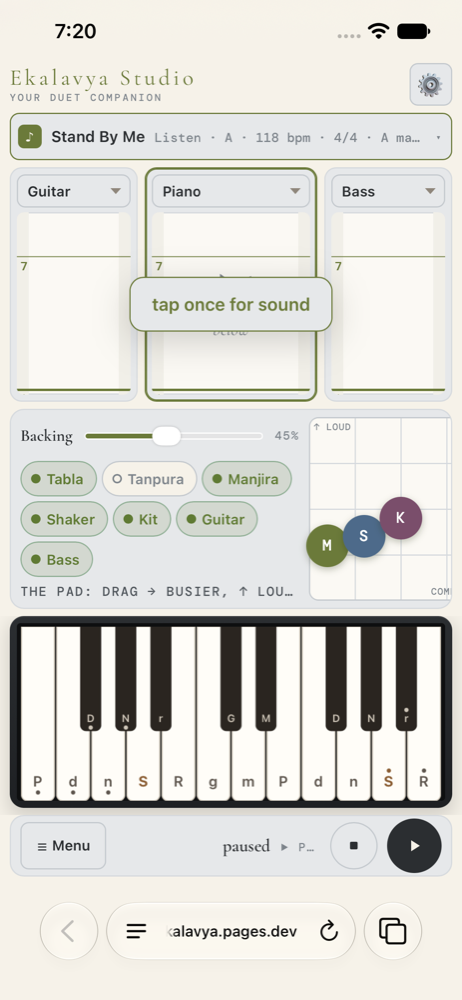 7:20
Ekalavya Studio
YOUR DUET COMPANION
Stand By Me Listen · A · 118 bpm · 4/4 · A ma… ·
Guitar Piano Bass
7 7 7
tap once for sound
below
Backing 45%
↑ LOUD
Tabla Tanpura Manjira
Shaker Kit Guitar
Bass
M S K
THE PAD: DRAG → BUSIER, ↑ LOU…
COM
D N r G M D N r
P d n S R g m P d n S R
≡ Menu paused ▸ P…
alavya.pages.dev